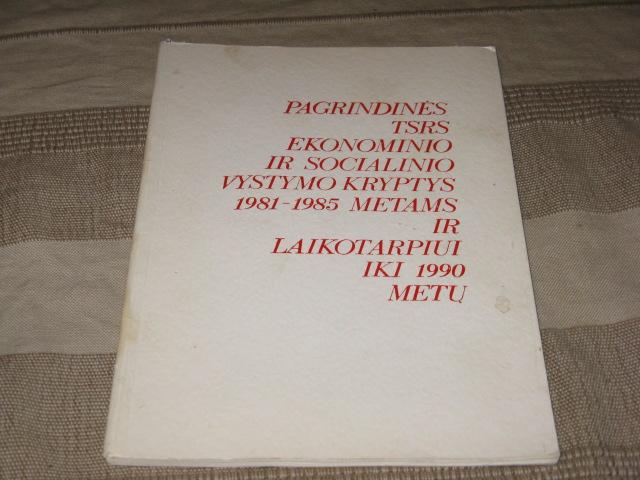 PAGRINDINĖS
TSRS
EKONOMINIO
IR SOCIALINIO
VYSTYMO KRYPTYS
1981-1985 METAMS
IR
LAIKOTARPIUI
IKI 1990
METŲ